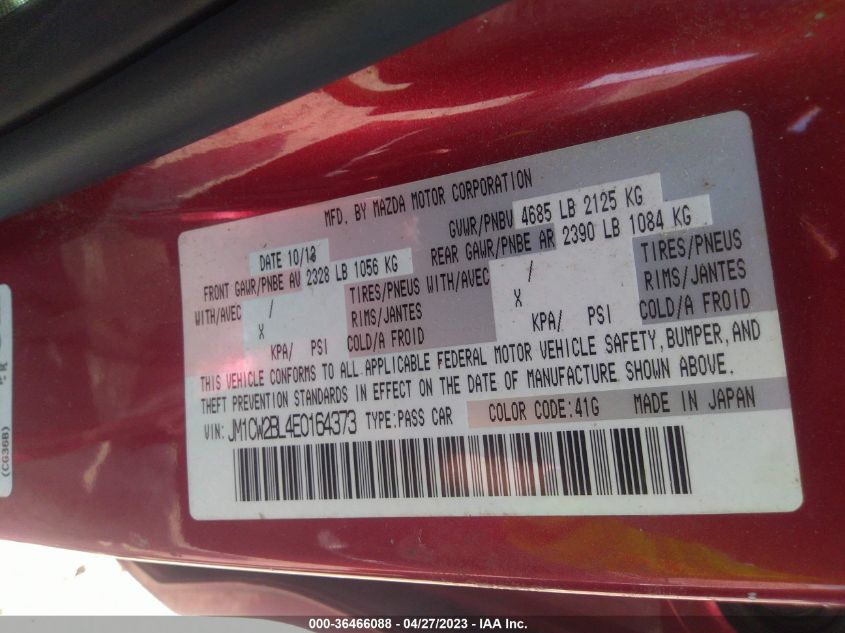 MFD. BY MAZDA MOTOR CORPORATION
DATE 10/13 GVWR/PNBV 4685 LB 2125 KG
FRONT GAWR/PNBE AV 2328 LB 1056 KG REAR GAWR/PNBE AR 2390 LB 1084 KG
WITH/AVEC / TIRES/PNEUS WITH/AVEC / TIRES/PNEUS
X RIMS/JANTES X RIMS/JANTES
KPA/ PSI COLD/A FROID KPA/ PSI COLD/A FROID
THIS VEHICLE CONFORMS TO ALL APPLICABLE FEDERAL MOTOR VEHICLE SAFETY, BUMPER, AND
THEFT PREVENTION STANDARDS IN EFFECT ON THE DATE OF MANUFACTURE SHOWN ABOVE.
VIN: JM1CW2BL4E0164373 TYPE:PASS CAR COLOR CODE:41G MADE IN JAPAN
(CG36B)
000-36466088 - 04/27/2023 - IAA Inc.